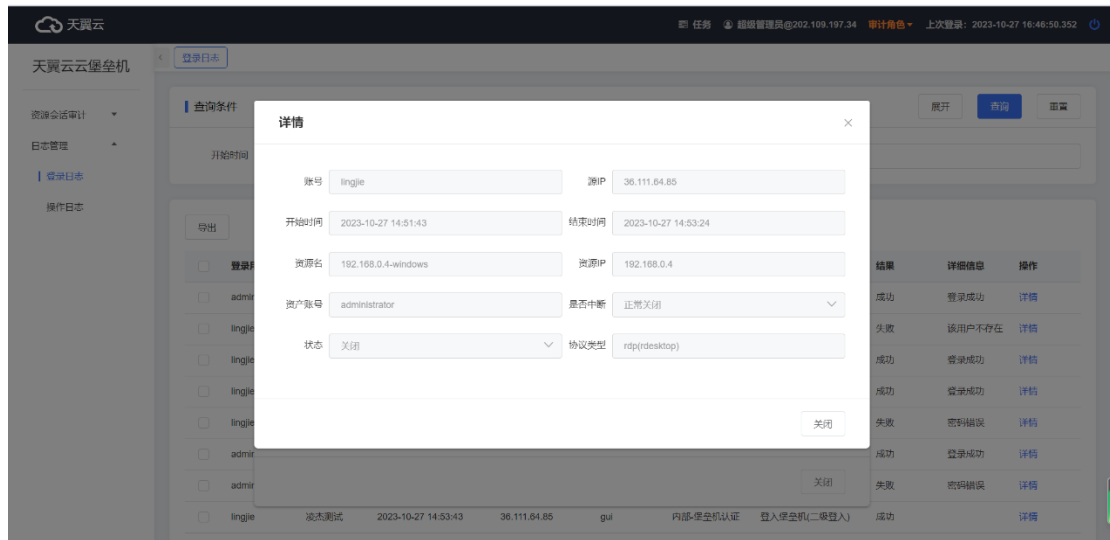 天翼云
任务 超级管理员@202.109.197.34 审计角色 上次登录：2023-10-27 16:46:50.352
天翼云云堡垒机
登录日志
资源会话审计
日志管理
登录日志
操作日志
查询条件
展开 查询 重置
开始时间
详情
账号 lingjie 源IP 36.111.64.85
开始时间 2023-10-27 14:51:43 结束时间 2023-10-27 14:53:24
资源名 192.168.0.4-windows 资源IP 192.168.0.4
资产账号 administrator 是否中断 正常关闭
状态 关闭 协议类型 rdp(rdesktop)
关闭
导出
结果 详细信息 操作
成功 登录成功 详情
lingjie 失败 该用户不存在 详情
lingjie 成功 登录成功 详情
lingjie 成功 登录成功 详情
lingjie 失败 密码错误 详情
成功 登录成功 详情
失败 密码错误 详情
关闭
lingjie 凌杰测试 2023-10-27 14:53:43 36.111.64.85 gui 内部-堡垒机认证 登入堡垒机(二级登入) 成功 详情